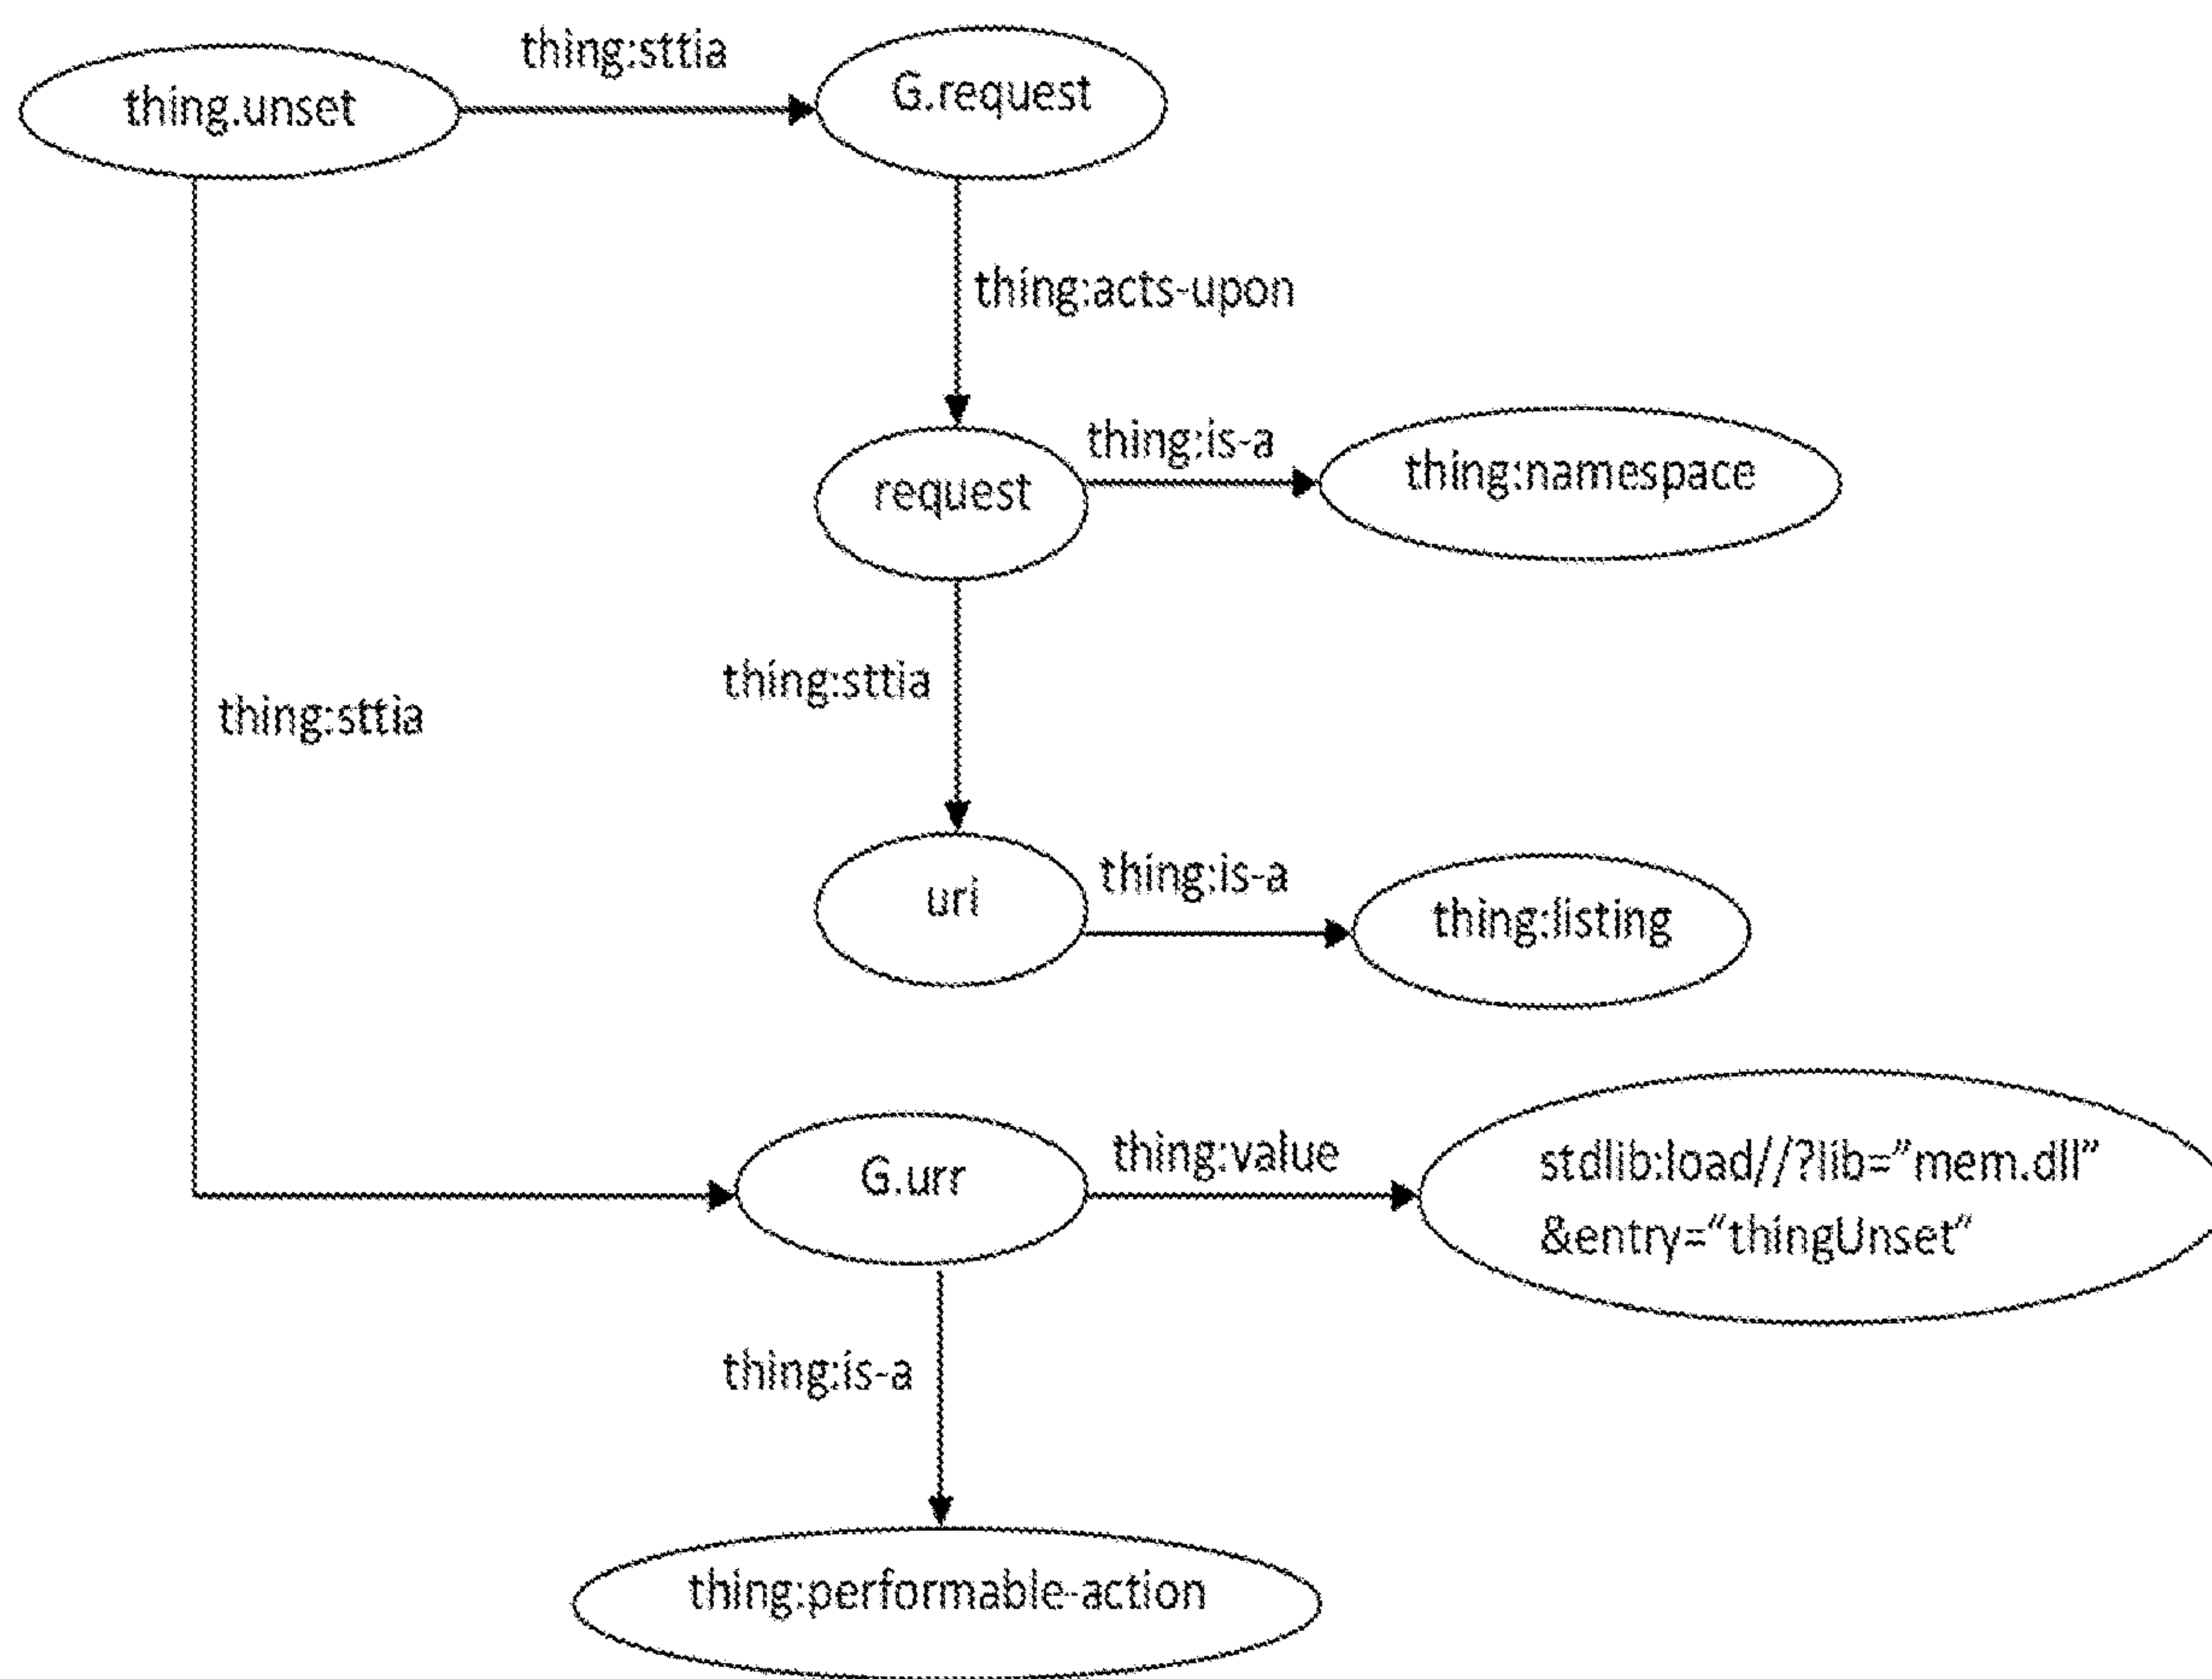 thing:sttia
thing.unset
G.request
thing:acts-upon
thing:is-a
request
thing:namespace
thing:sttia
thing:sttia
thing:is-a
uri
thing:listing
G.urr
thing:value
stdlib:load//?lib=”mem.dll”
&entry=“thingUnset“
thing:is-a
thing:performable-action